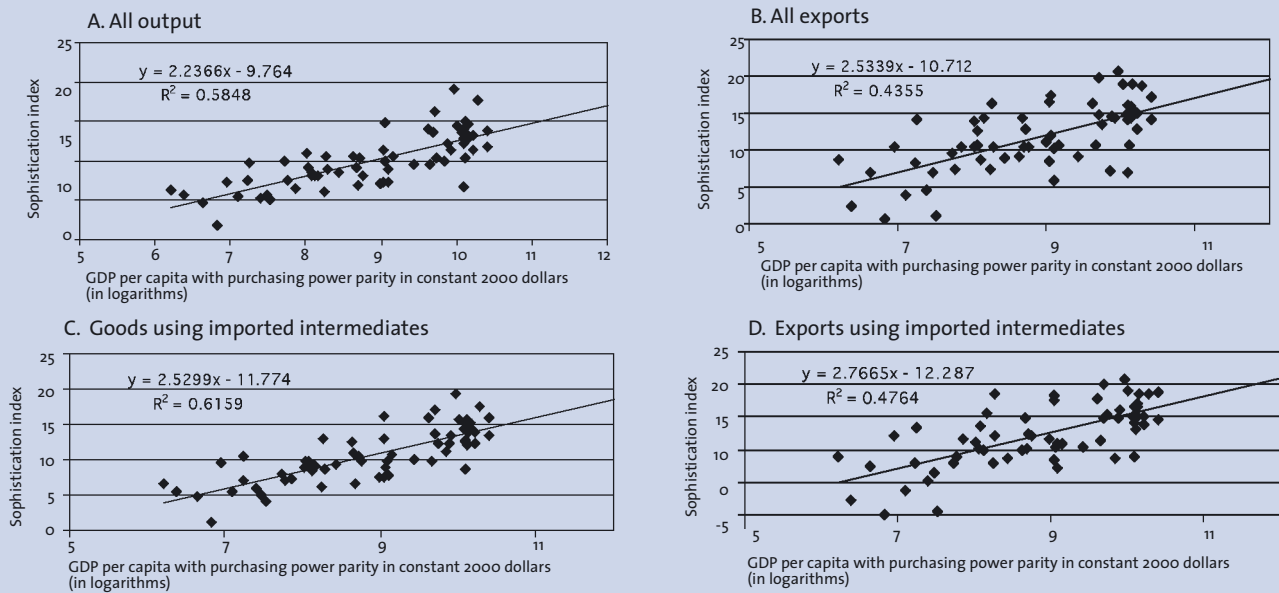 A. All output
25
20
15
10
0
Sophistication index
y = 2.2366x - 9.764
R² = 0.5848
5 6 7 8 9 10 11 12
GDP per capita with purchasing power parity in constant 2000 dollars
(in logarithms)
B. All exports
25
20
15
10
5
0
Sophistication index
y = 2.5339x - 10.712
R² = 0.4355
5 7 9 11
GDP per capita with purchasing power parity in constant 2000 dollars
(in logarithms)
C. Goods using imported intermediates
25
20
15
10
5
0
Sophistication index
y = 2.5299x - 11.774
R² = 0.6159
5 7 9 11
GDP per capita with purchasing power parity in constant 2000 dollars
(in logarithms)
D. Exports using imported intermediates
25
20
15
10
0
-5
Sophistication index
y = 2.7665x - 12.287
R² = 0.4764
5 7 9 11
GDP per capita with purchasing power parity in constant 2000 dollars
(in logarithms)